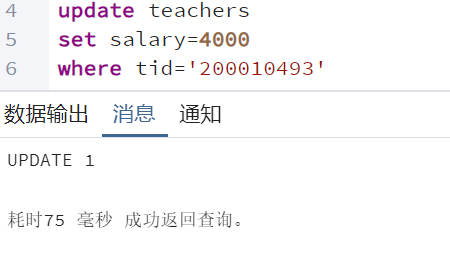 4 update teachers
5 set salary=4000
6 where tid='200010493'
数据输出 消息 通知
UPDATE 1
耗时75 毫秒 成功返回查询。